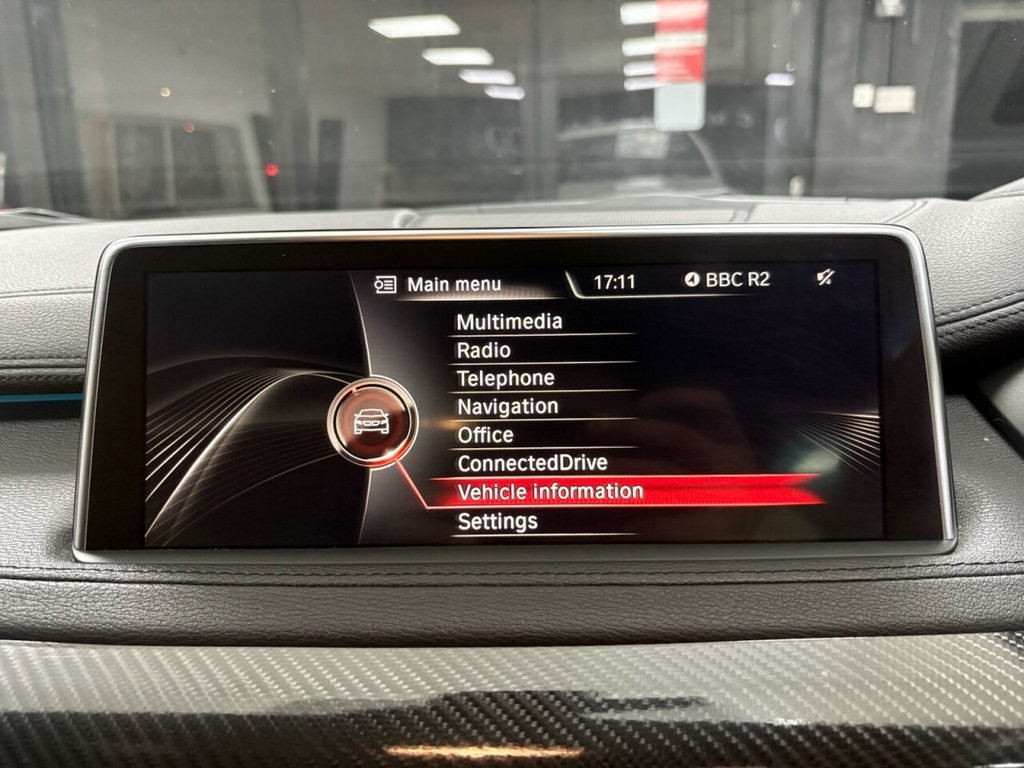 Main menu 17:11 BBC R2
Multimedia
Radio
Telephone
Navigation
Office
ConnectedDrive
Vehicle information
Settings